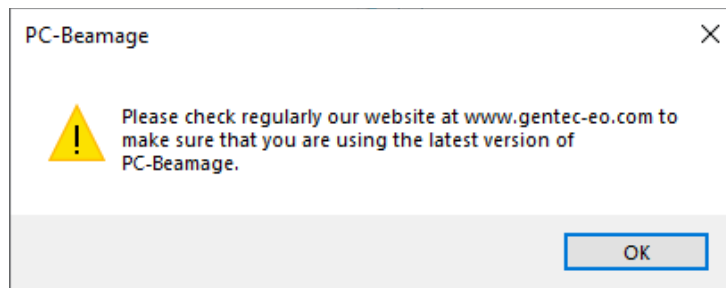 PC-Beamage
Please check regularly our website at www.gentec-eo.com to
make sure that you are using the latest version of
PC-Beamage.
OK